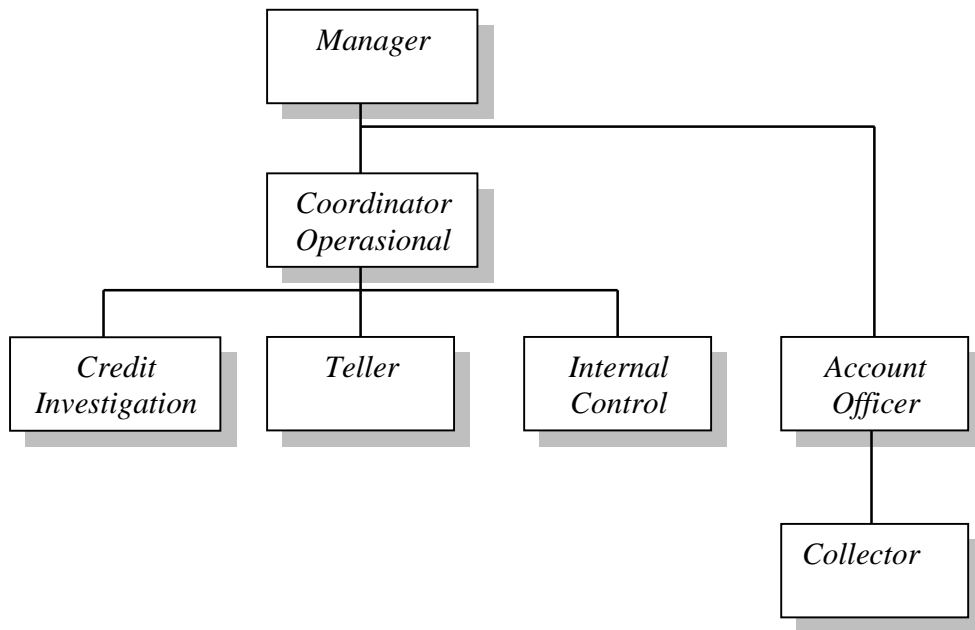 Manager
Coordinator
Operasional
Credit
Investigation
Teller
Internal
Control
Account
Officer
Collector